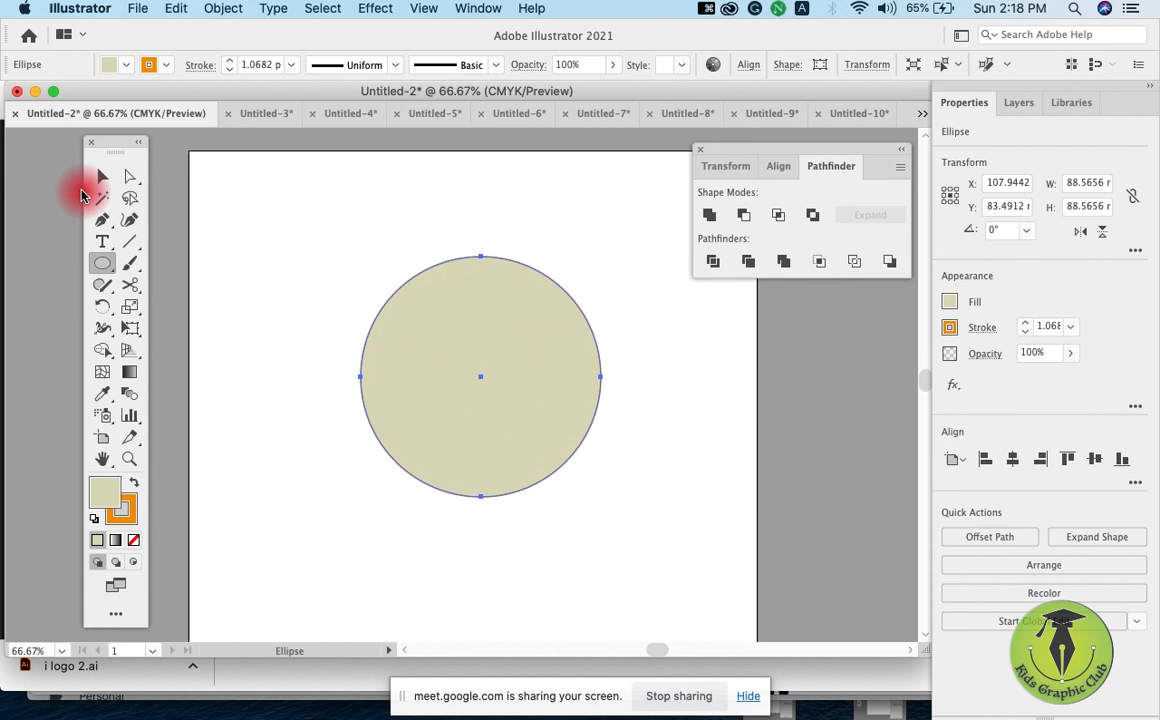 Illustrator File Edit Object Type Select Effect View Window Help 65% Sun 2:18 PM
Adobe Illustrator 2021 Search Adobe Help
Ellipse Stroke: 1.0682 p Uniform Basic Opacity: 100% Style: Align Shape: Transform
Untitled-2* @ 66.67% (CMYK/Preview)
Untitled-2* @ 66.67% (CMYK/Preview) Untitled-3* Untitled-4* Untitled-5* Untitled-6* Untitled-7* Untitled-8* Untitled-9* Untitled-10*
Properties Layers Libraries
Ellipse
Transform
X: 107.9442 W: 88.5656 r
Y: 83.4912 r H: 88.5656 r
0°
Appearance
Fill
Stroke 1.068
Opacity 100%
fx.
Align
Quick Actions
Offset Path Expand Shape
Arrange
Recolor
Start Global Edit
Transform Align Pathfinder
Shape Modes:
Expand
Pathfinders:
66.67% 1 Ellipse
Ai i logo 2.ai
Personal
meet.google.com is sharing your screen. Stop sharing Hide
Kids Graphic Club